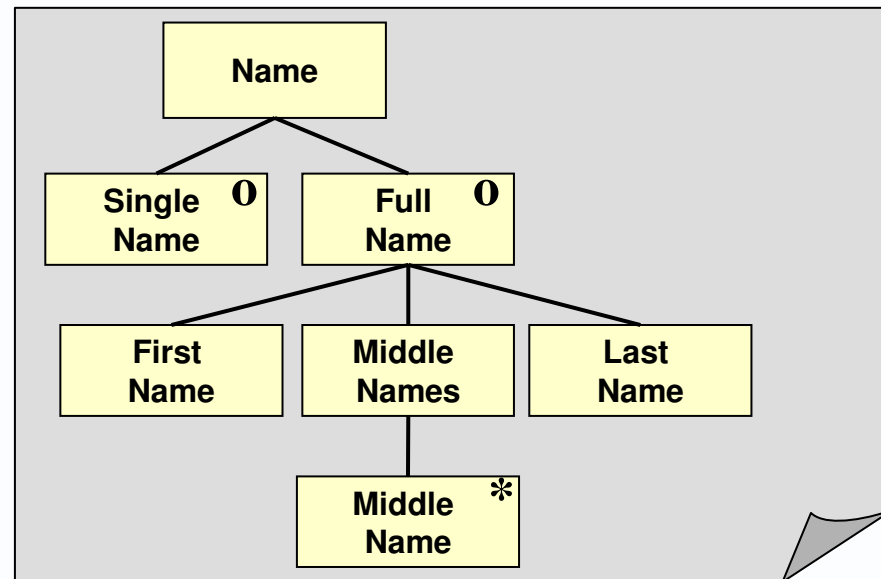 Name
Single o
Name
Full o
Name
First
Name
Middle
Names
Last
Name
Middle *
Name